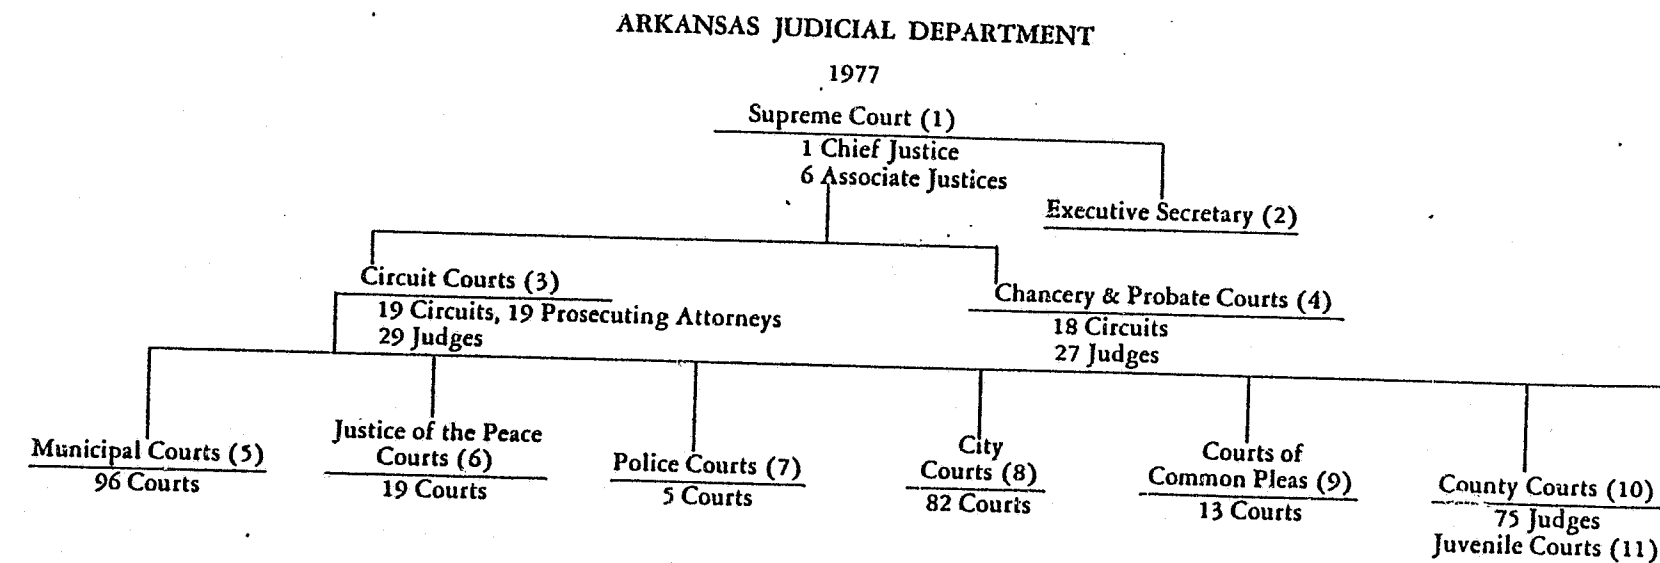 ARKANSAS JUDICIAL DEPARTMENT
1977
Supreme Court (1)
1 Chief Justice
6 Associate Justices
Executive Secretary (2)
Circuit Courts (3)
19 Circuits, 19 Prosecuting Attorneys
29 Judges
Chancery & Probate Courts (4)
18 Circuits
27 Judges
Municipal Courts (5)
96 Courts
Justice of the Peace
Courts (6)
19 Courts
Police Courts (7)
5 Courts
City
Courts (8)
82 Courts
Courts of
Common Pleas (9)
13 Courts
County Courts (10)
75 Judges
Juvenile Courts (11)